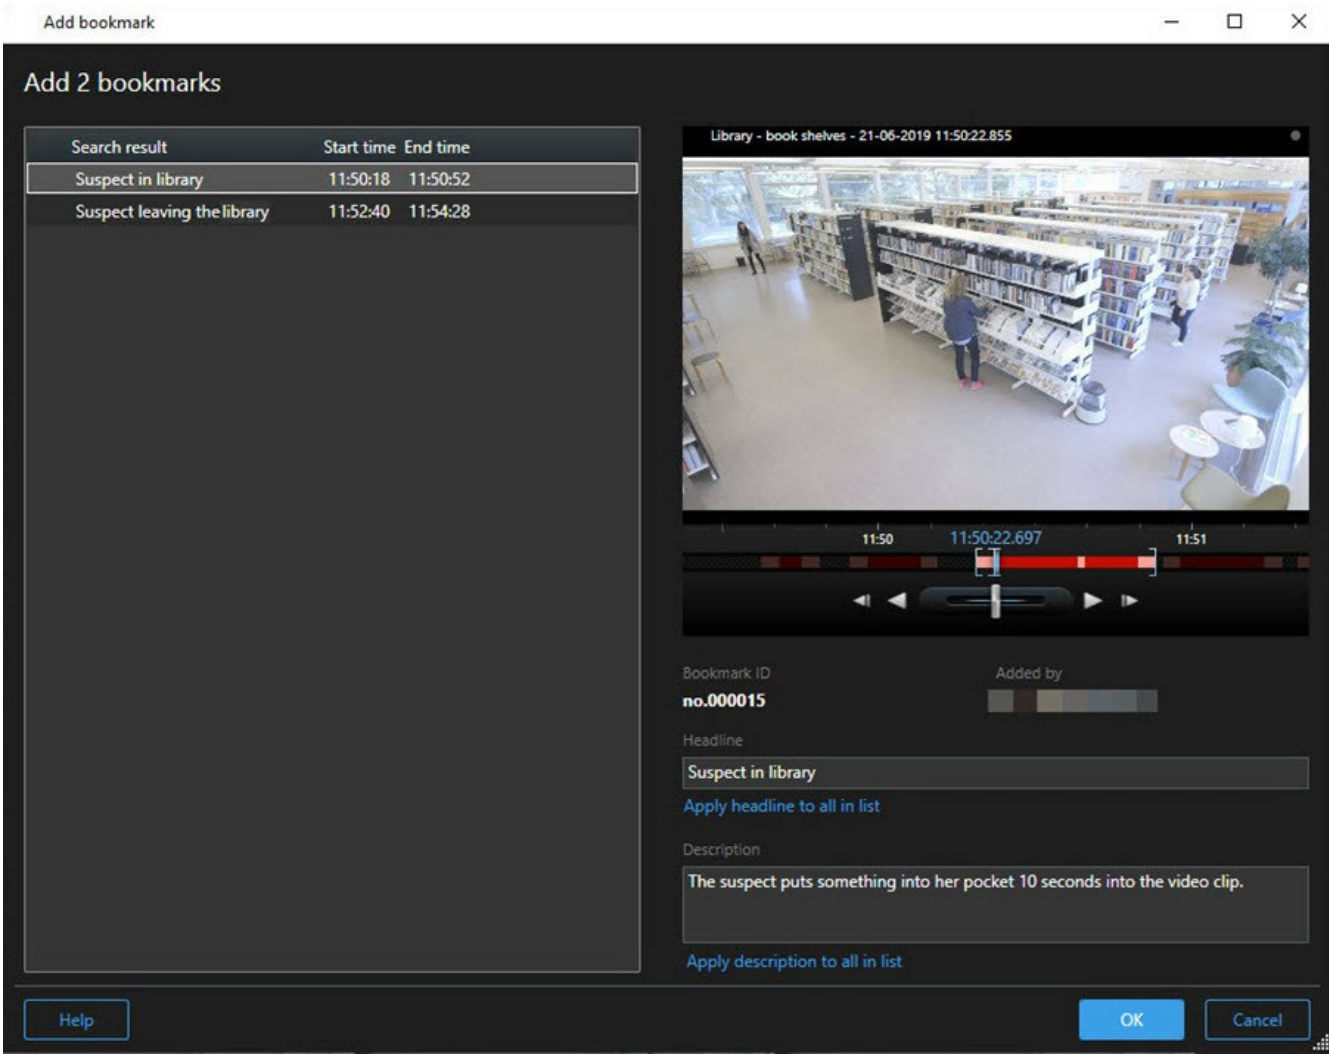 Add bookmark
Add 2 bookmarks
Search result Start time End time
Suspect in library 11:50:18 11:50:52
Suspect leaving the library 11:52:40 11:54:28
Library - book shelves - 21-06-2019 11:50:22.855
11:50 11:50:22.697 11:51
Bookmark ID Added by
no.000015
Headline
Suspect in library
Apply headline to all in list
Description
The suspect puts something into her pocket 10 seconds into the video clip.
Apply description to all in list
Help OK Cancel